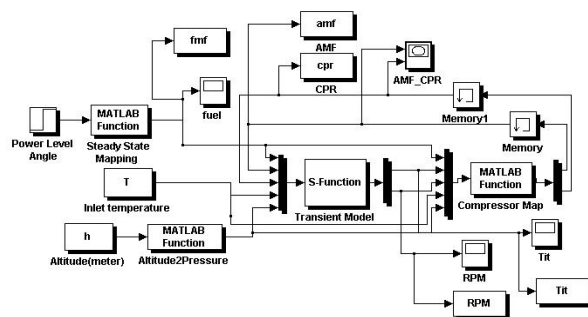 fmf
amf
AMF
cpr
CPR
AMF_CPR
fuel
Memory1
Memory
Power Level
Angle
MATLAB
Function
Steady State
Mapping
T
Inlet temperature
S-Function
Transient Model
MATLAB
Function
Compressor Map
h
Altitude(meter)
MATLAB
Function
Altitude2Pressure
Tit
RPM
Tit
RPM